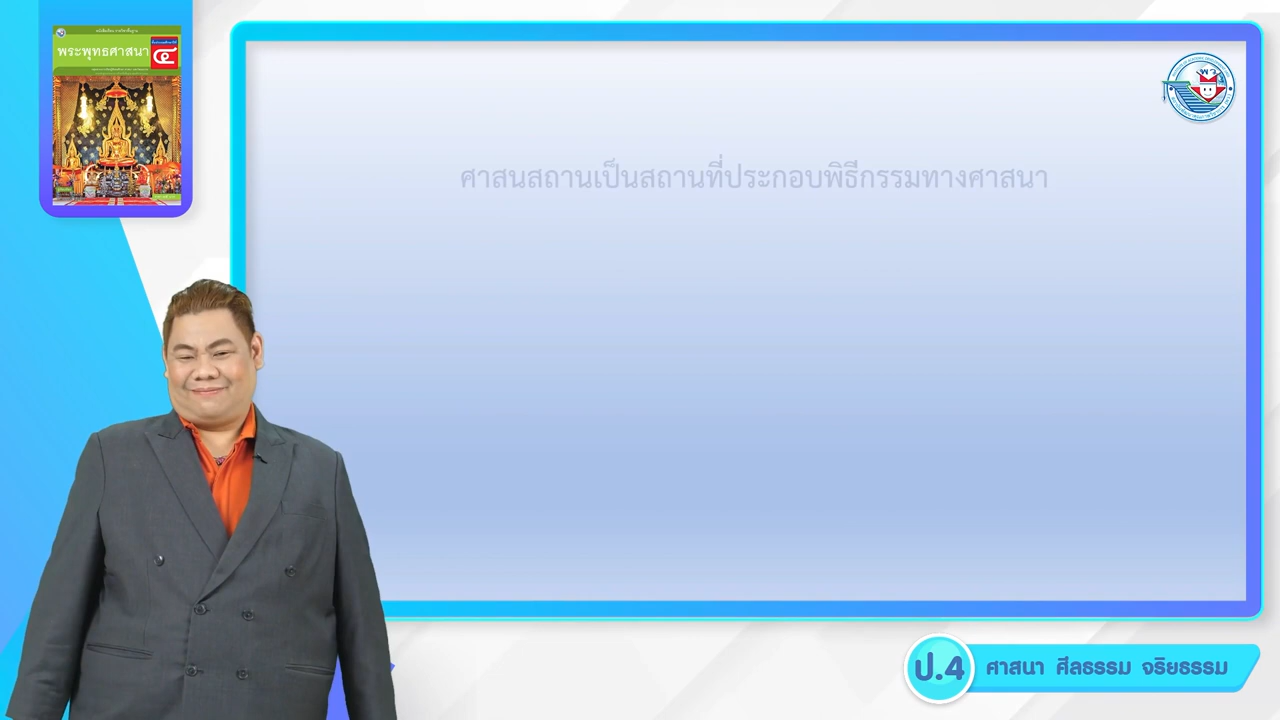 พระพุทธศาสนา
๔
ศาสนสถานเป็นสถานที่ประกอบพิธีกรรมทางศาสนา
ป.4
ศาสนา ศีลธรรม จริยธรรม